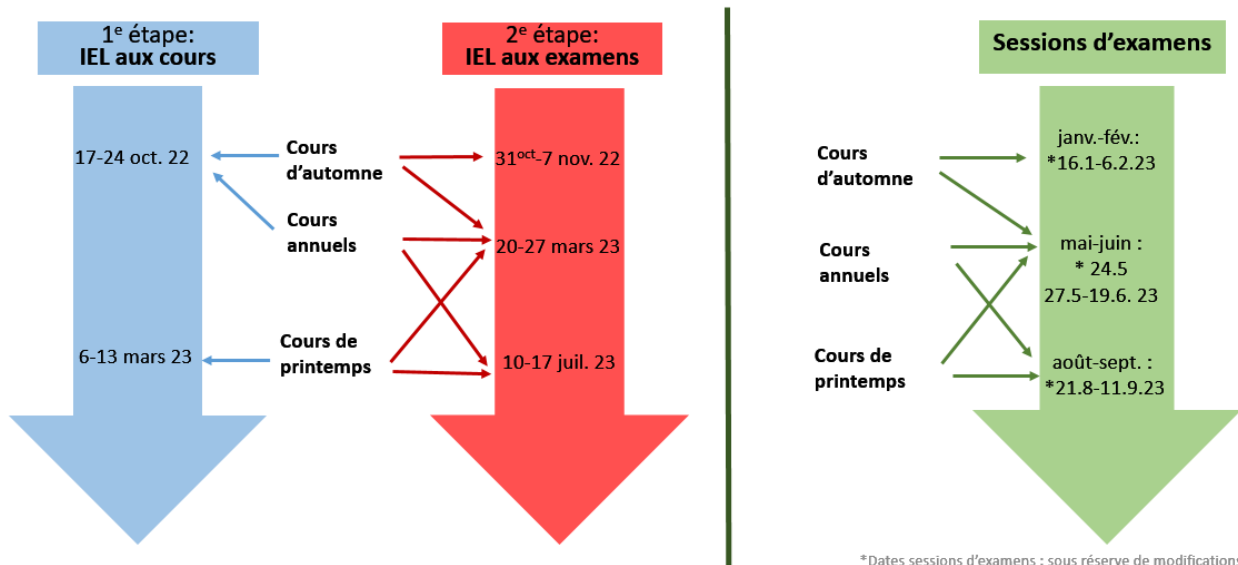 1e étape:
IEL aux cours
17-24 oct. 22
6-13 mars 23
Cours
d'automne
Cours
annuels
Cours de
printemps
2e étape:
IEL aux examens
31oct-7 nov. 22
20-27 mars 23
10-17 juil. 23
Sessions d'examens
Cours
d'automne
Cours
annuels
Cours de
printemps
janv.-fév.:
*16.1-6.2.23
mai-juin :
* 24.5
27.5-19.6. 23
août-sept. :
*21.8-11.9.23
*Dates sessions d'examens : sous réserve de modifications